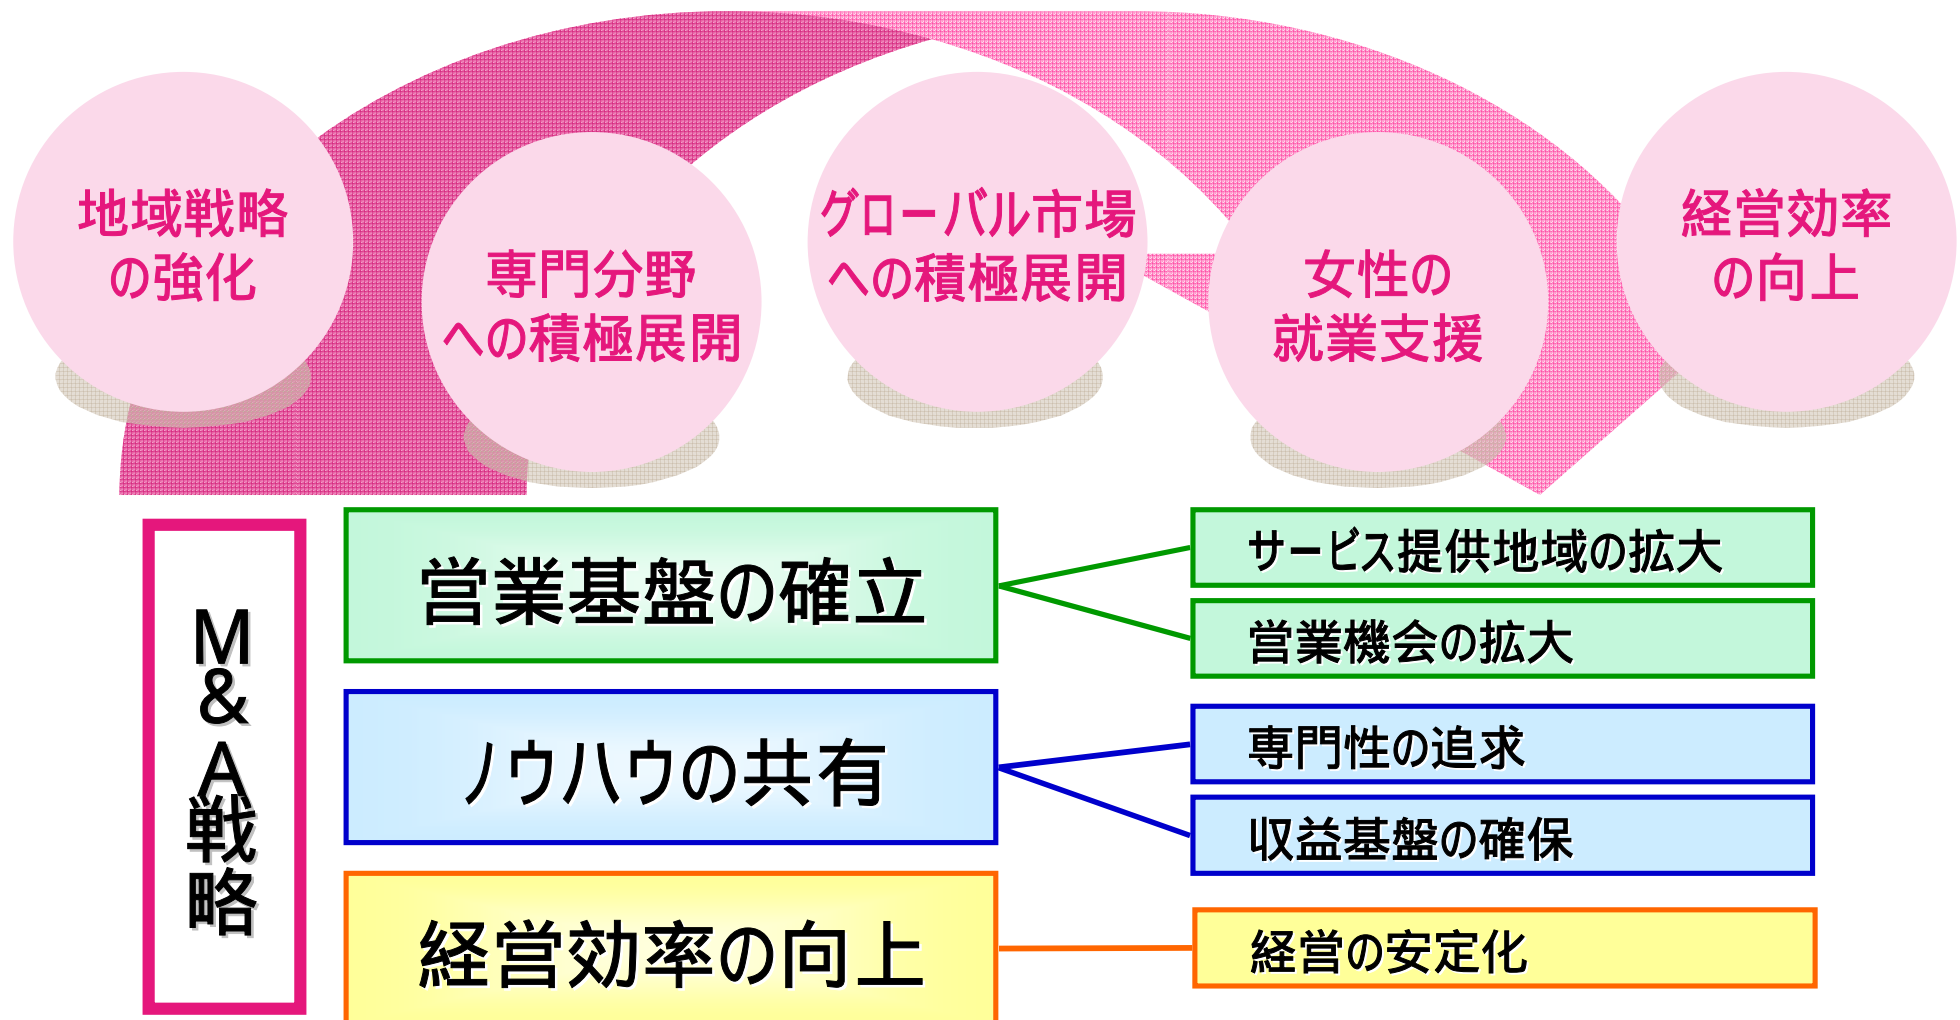 地域戦略
の強化
専門分野
への積極展開
グローバル市場
への積極展開
女性の
就業支援
経営効率
の向上
M&A戦略
営業基盤の確立
サービス提供地域の拡大
営業機会の拡大
ノウハウの共有
専門性の追求
収益基盤の確保
経営効率の向上
経営の安定化